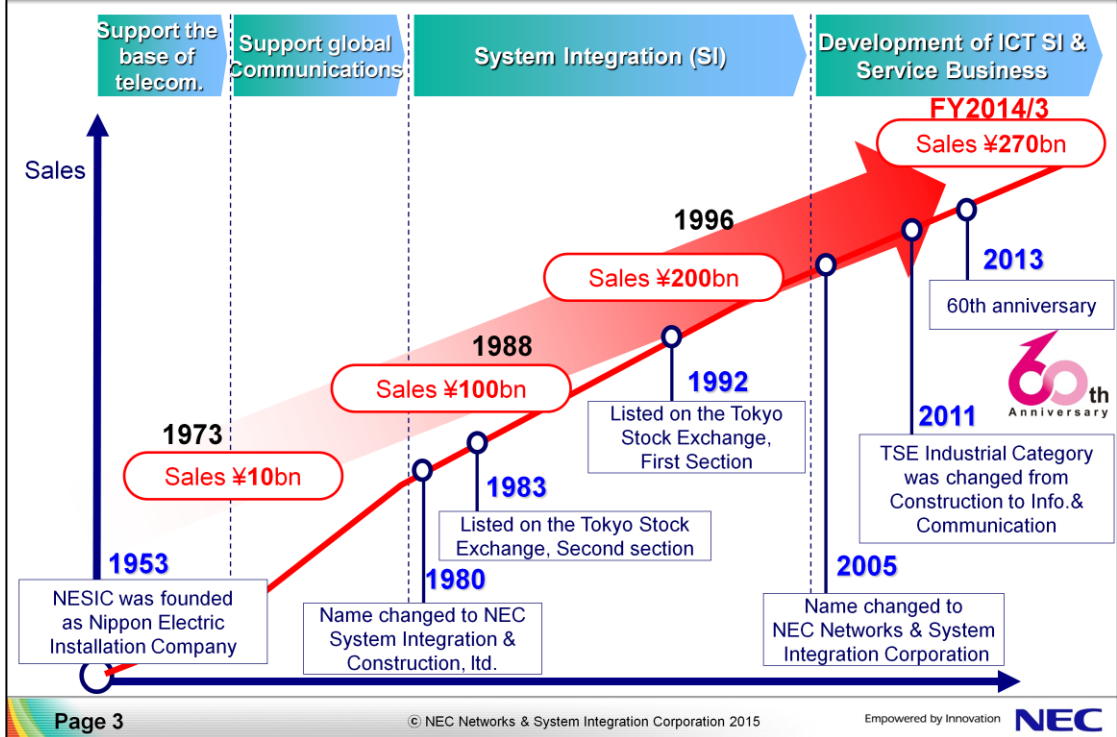 Support the
base of
telecom.
Support global
Communications
System Integration (SI)
Development of ICT SI &
Service Business
FY2014/3
Sales ¥270bn
Sales
1996
Sales ¥200bn
1988
Sales ¥100bn
1973
Sales ¥10bn
1953
NESIC was founded
as Nippon Electric
Installation Company
1980
Name changed to NEC
System Integration &
Construction, ltd.
1983
Listed on the Tokyo Stock
Exchange, Second section
1992
Listed on the Tokyo
Stock Exchange,
First Section
2005
Name changed to
NEC Networks & System
Integration Corporation
2011
TSE Industrial Category
was changed from
Construction to Info.&
Communication
2013
60th anniversary
60th
Anniversary
Page 3
© NEC Networks & System Integration Corporation 2015
Empowered by Innovation
NEC